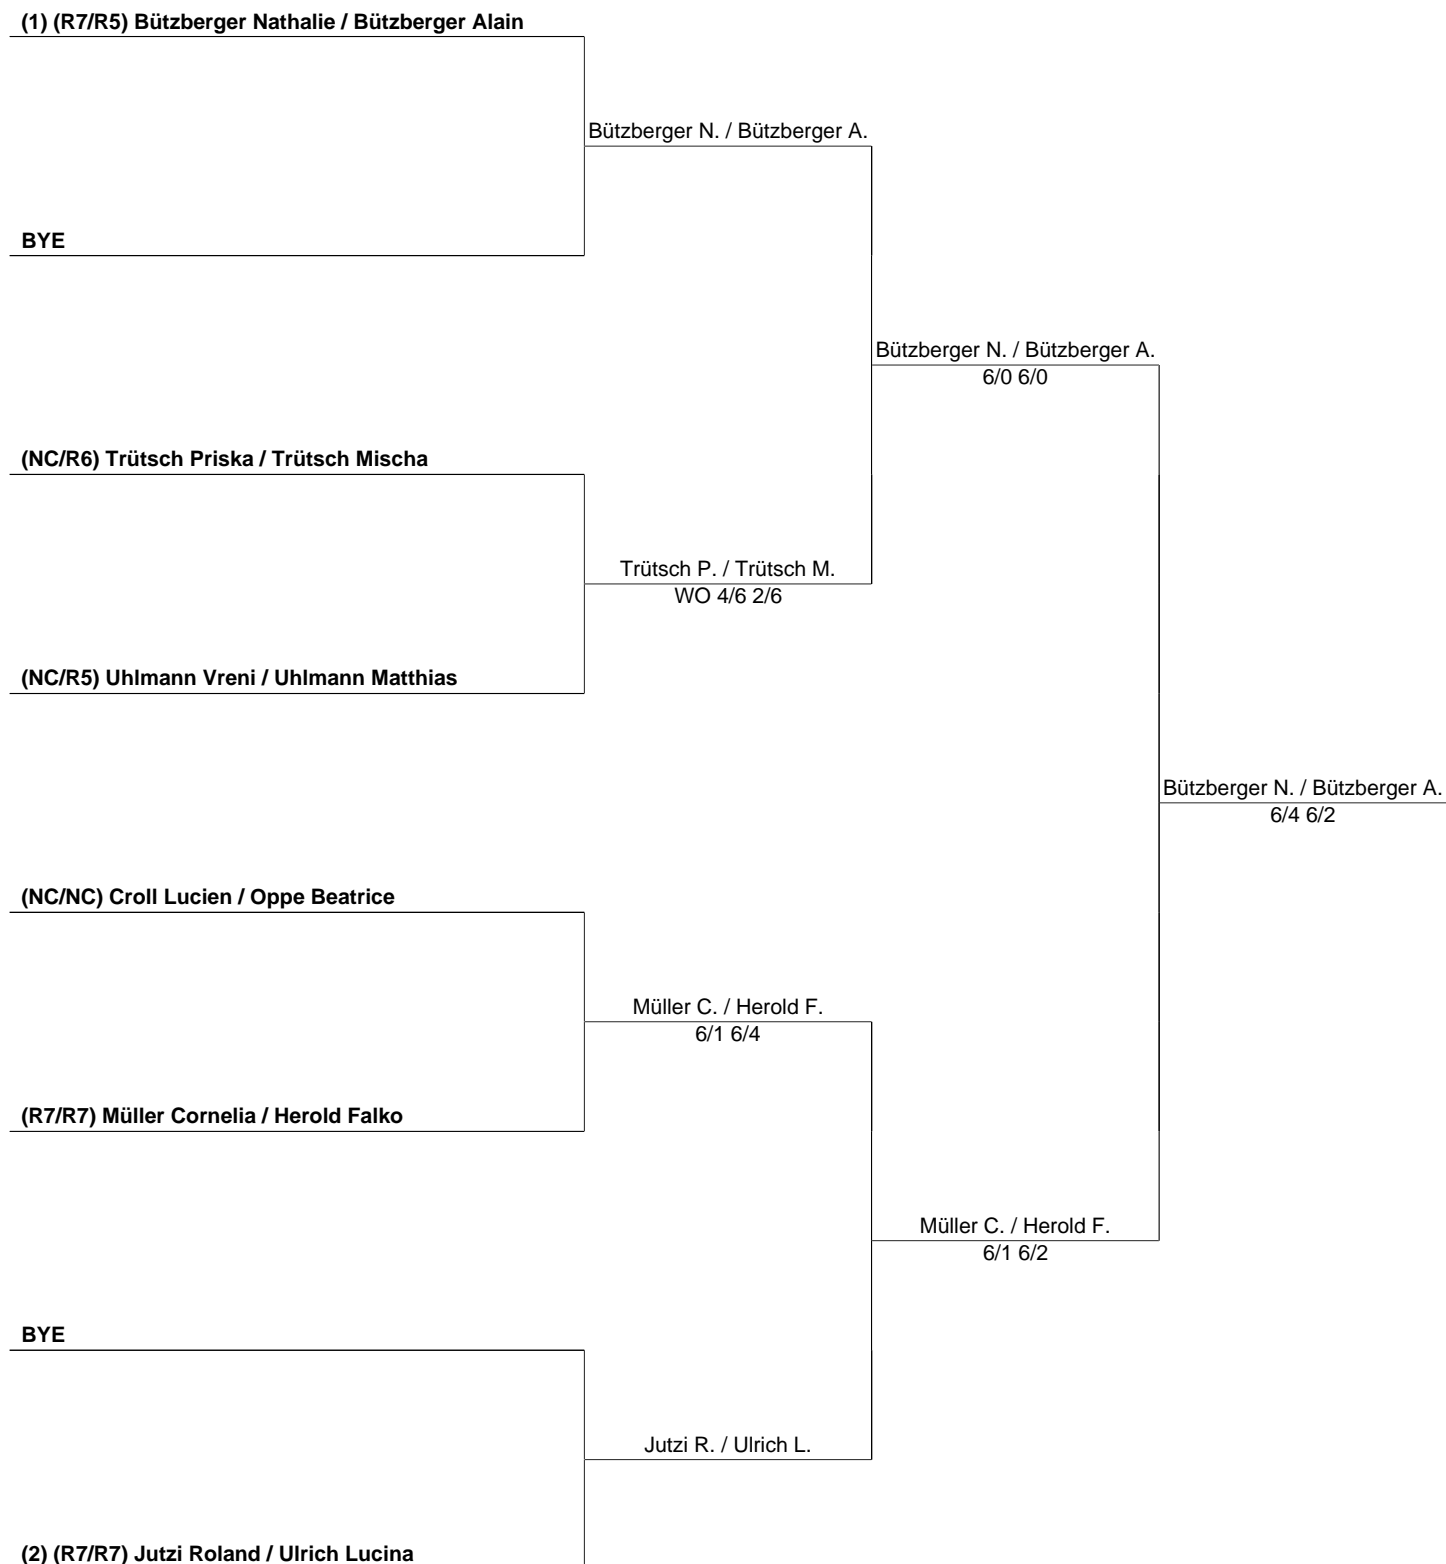 (1) (R7/R5) Bützberger Nathalie / Bützberger Alain
Bützberger N. / Bützberger A.
BYE
Bützberger N. / Bützberger A.
6/0 6/0
(NC/R6) Trütsch Priska / Trütsch Mischa
Trütsch P. / Trütsch M.
WO 4/6 2/6
(NC/R5) Uhlmann Vreni / Uhlmann Matthias
Bützberger N. / Bützberger A.
6/4 6/2
(NC/NC) Croll Lucien / Oppe Beatrice
Müller C. / Herold F.
6/1 6/4
(R7/R7) Müller Cornelia / Herold Falko
Müller C. / Herold F.
6/1 6/2
BYE
Jutzi R. / Ulrich L.
(2) (R7/R7) Jutzi Roland / Ulrich Lucina